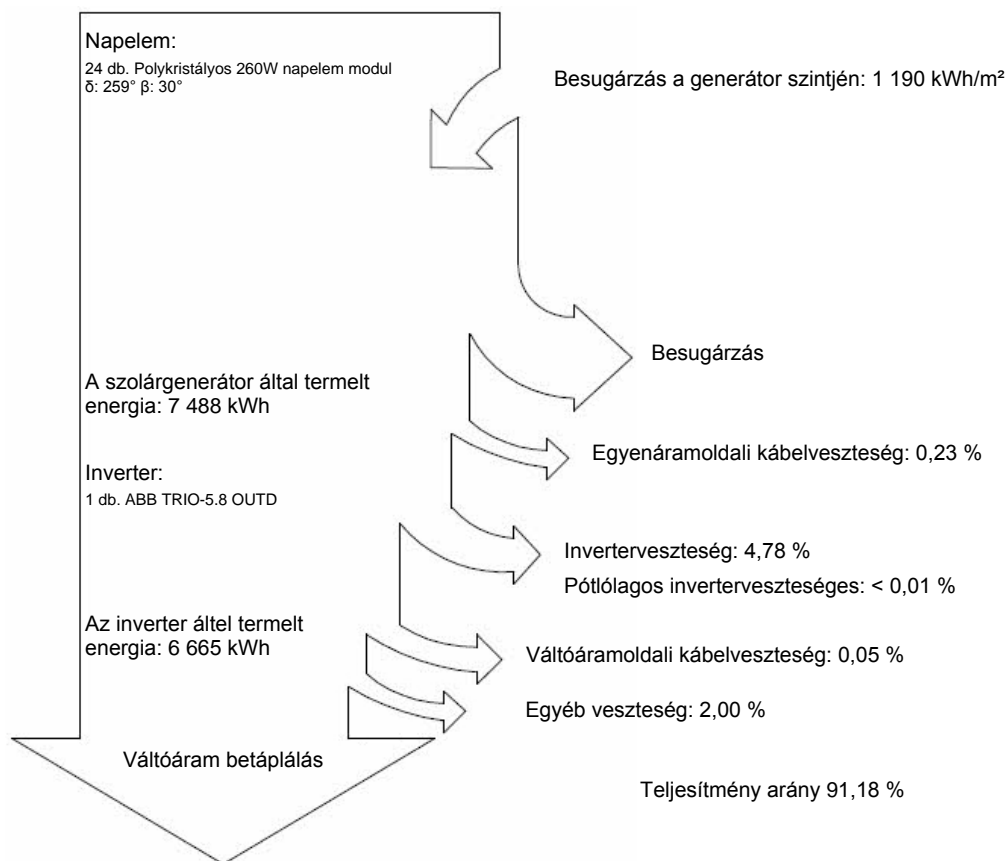 Napelem:
24 db. Polykristályos 260W napelem modul
δ: 259° β: 30°
Besugárzás a generátor szintjén: 1 190 kWh/m²
Besugárzás
A szolárgenerátor által termelt
energia: 7 488 kWh
Egyenáramoldali kábelveszteség: 0,23 %
Inverter:
1 db. ABB TRIO-5.8 OUTD
Inverterveszteség: 4,78 %
Pótlólagos inverterveszteséges: < 0,01 %
Az inverter éltel termelt
energia: 6 665 kWh
Váltóáramoldali kábelveszteség: 0,05 %
Egyéb veszteség: 2,00 %
Váltóáram betáplálás
Teljesítmény arány 91,18 %